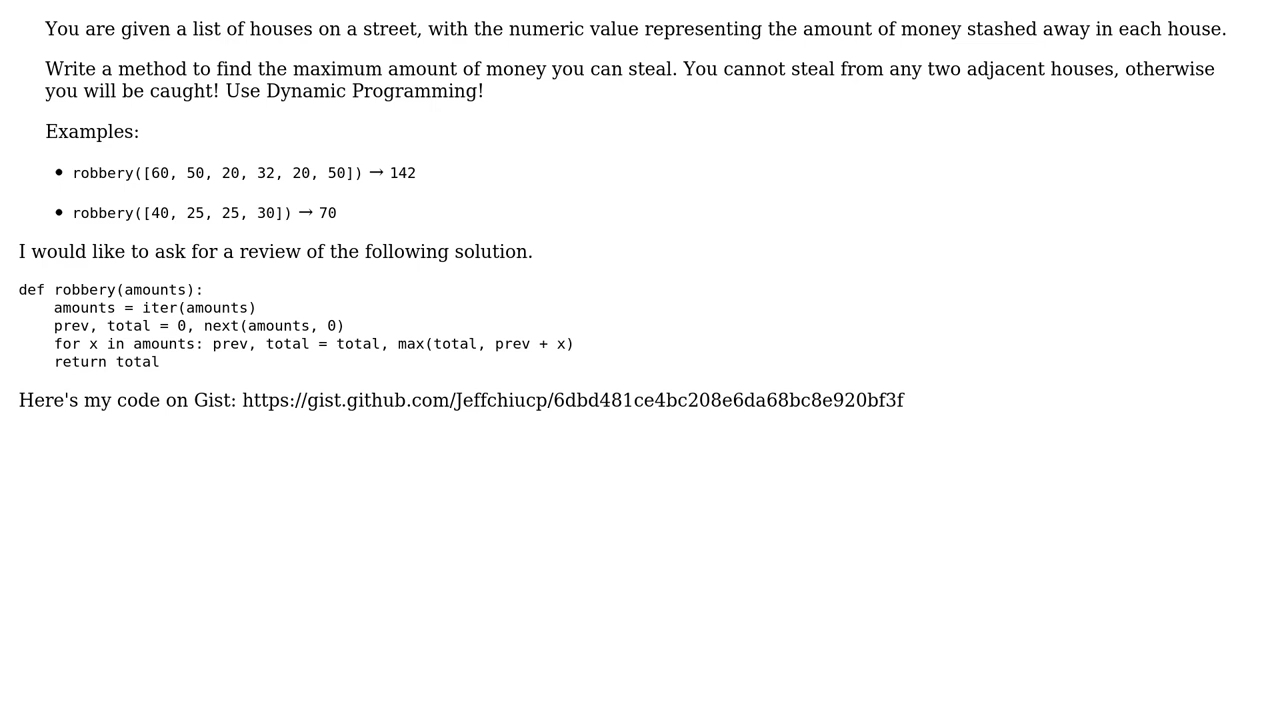 You are given a list of houses on a street, with the numeric value representing the amount of money stashed away in each house.
Write a method to find the maximum amount of money you can steal. You cannot steal from any two adjacent houses, otherwise
you will be caught! Use Dynamic Programming!
Examples:
• robbery([60, 50, 20, 32, 20, 50]) → 142
• robbery([40, 25, 25, 30]) → 70
I would like to ask for a review of the following solution.
def robbery(amounts):
    amounts = iter(amounts)
    prev, total = 0, next(amounts, 0)
    for x in amounts: prev, total = total, max(total, prev + x)
    return total
Here's my code on Gist: https://gist.github.com/Jeffchiucp/6dbd481ce4bc208e6da68bc8e920bf3f